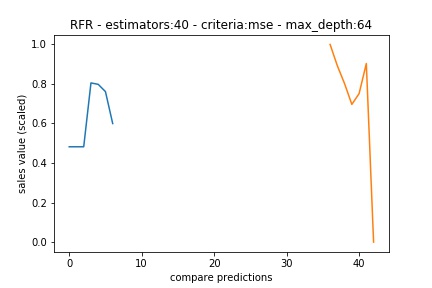 RFR - estimators:40 - criteria:mse - max_depth:64
1.0
0.8
0.6
0.4
0.2
0.0
sales value (scaled)
0 10 20 30 40
compare predictions